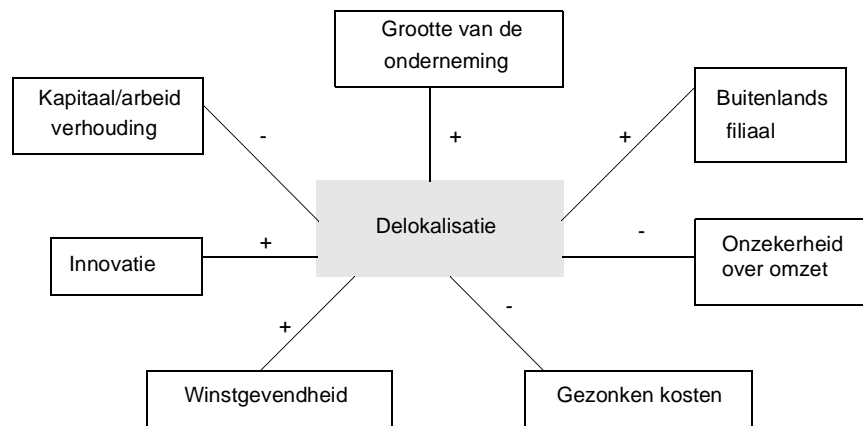 Grootte van de
onderneming
Kapitaal/arbeid
verhouding
Buitenlands
filiaal
-
+
+
Delokalisatie
Innovatie
+
-
Onzekerheid
over omzet
+
-
Winstgevendheid
Gezonken kosten